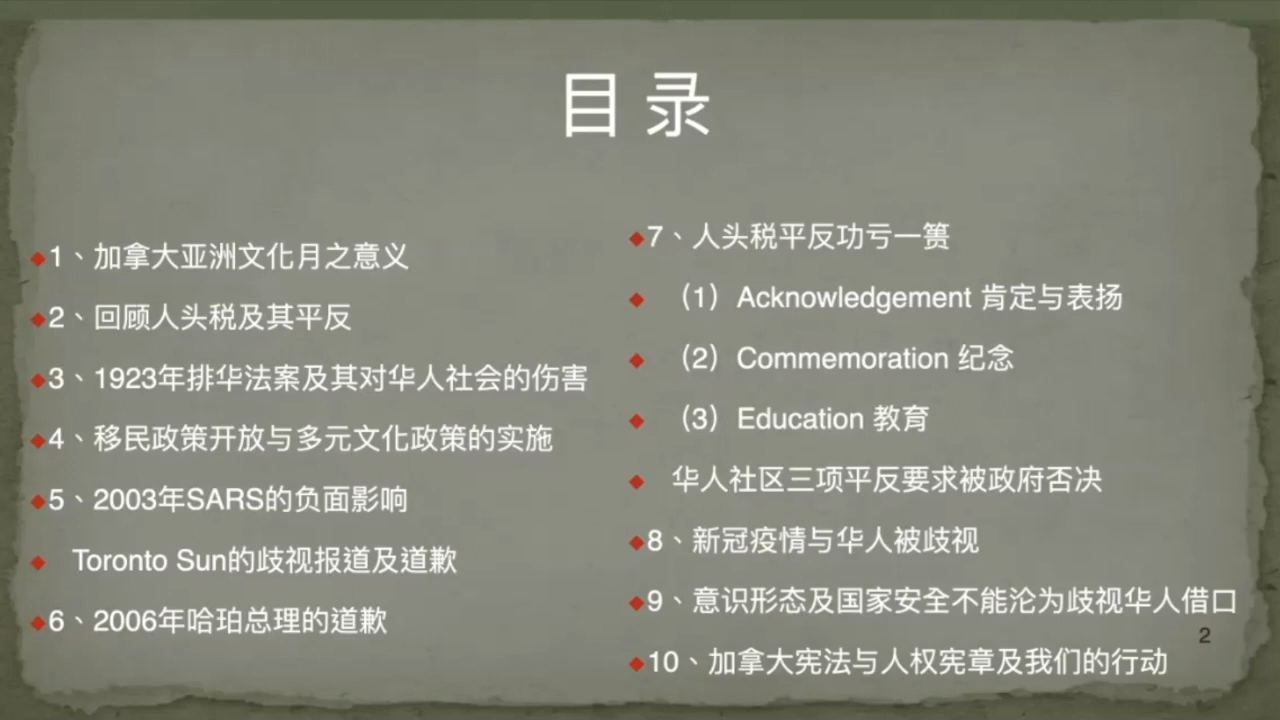 目录
1、加拿大亚洲文化月之意义
2、回顾人头税及其平反
3、1923年排华法案及其对华人社会的伤害
4、移民政策开放与多元文化政策的实施
5、2003年SARS的负面影响
Toronto Sun的歧视报道及道歉
6、2006年哈珀总理的道歉
7、人头税平反功亏一篑
（1）Acknowledgement 肯定与表扬
（2）Commemoration 纪念
（3）Education 教育
华人社区三项平反要求被政府否决
8、新冠疫情与华人被歧视
9、意识形态及国家安全不能沦为歧视华人借口
10、加拿大宪法与人权宪章及我们的行动
2